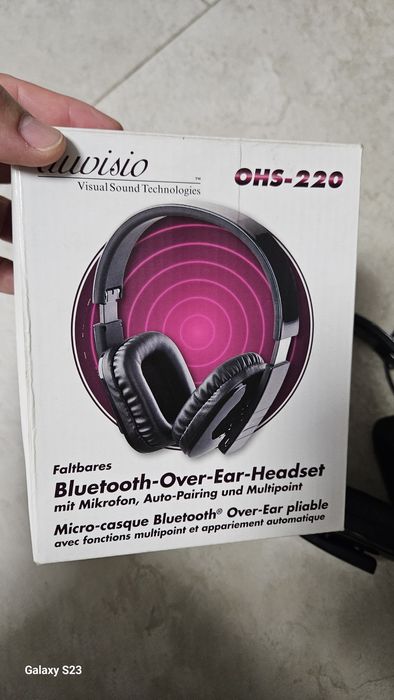 auvisio
™
Visual Sound Technologies
OHS-220
Faltbares
Bluetooth-Over-Ear-Headset
mit Mikrofon, Auto-Pairing und Multipoint
Micro-casque Bluetooth® Over-Ear pliable
avec fonctions multipoint et appariement automatique
Galaxy S23